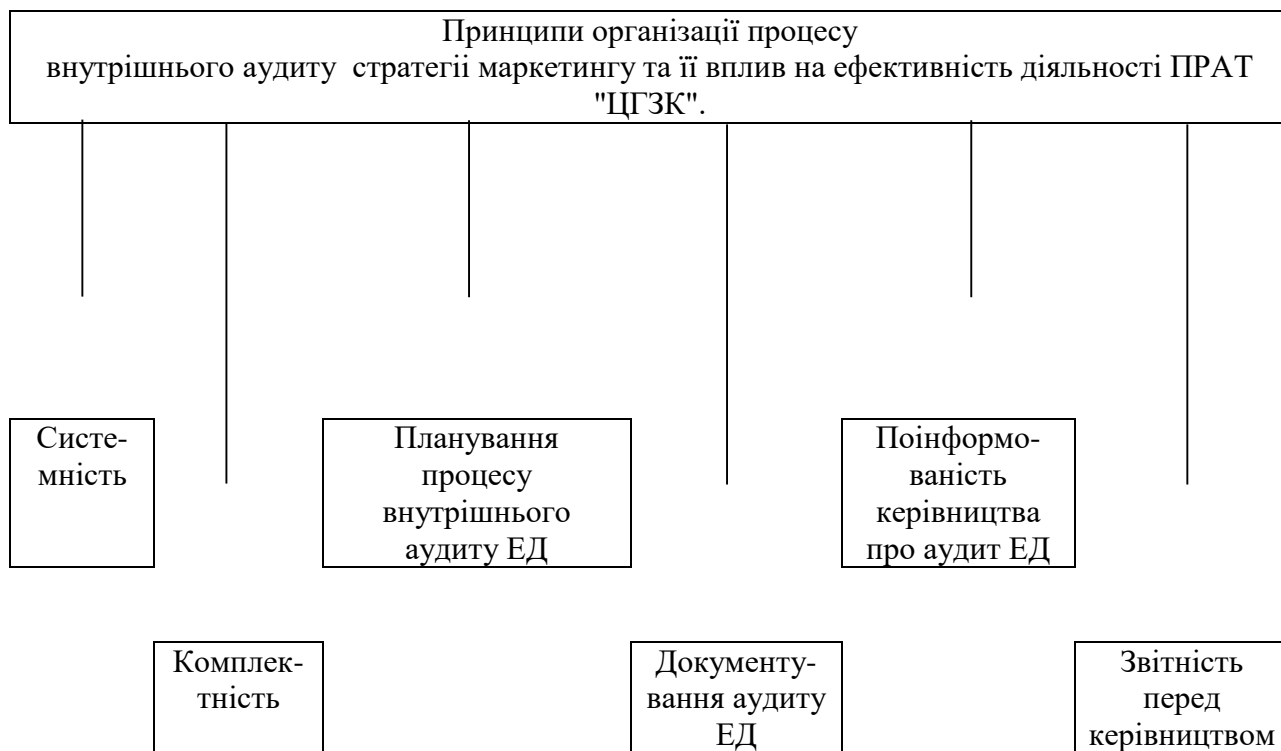 Принципи організації процесу
внутрішнього аудиту стратегіі маркетингу та її вплив на ефективність діяльності ПРАТ
"ЦГЗК".
Систе-
мність
Планування
процесу
внутрішнього
аудиту ЕД
Поінформо-
ваність
керівництва
про аудит ЕД
Комплек-
тність
Документу-
вання аудиту
ЕД
Звітність
перед
керівництвом